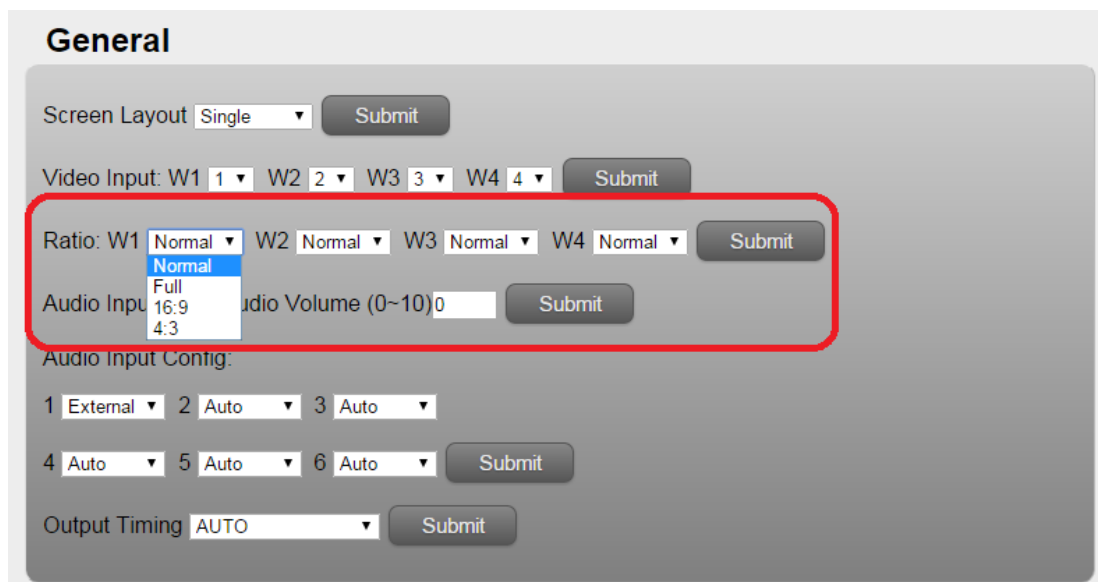 General
Screen Layout Single Submit
Video Input: W1 1 W2 2 W3 3 W4 4 Submit
Ratio: W1 Normal W2 Normal W3 Normal W4 Normal Submit
Normal
Full
16:9
4:3
Audio Volume (0~10) 0 Submit
Audio Input Config:
1 External 2 Auto 3 Auto
4 Auto 5 Auto 6 Auto Submit
Output Timing AUTO Submit